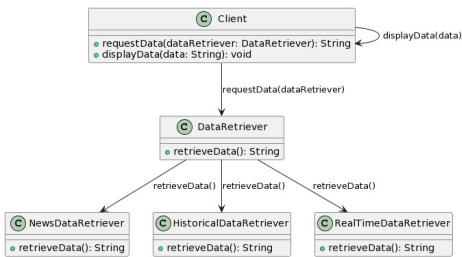 C Client
requestData(dataRetriever: DataRetriever): String
displayData(data: String): void
displayData(data)
requestData(dataRetriever)
C DataRetriever
retrieveData(): String
retrieveData()
retrieveData()
retrieveData()
C NewsDataRetriever
retrieveData(): String
C HistoricalDataRetriever
retrieveData(): String
C RealTimeDataRetriever
retrieveData(): String